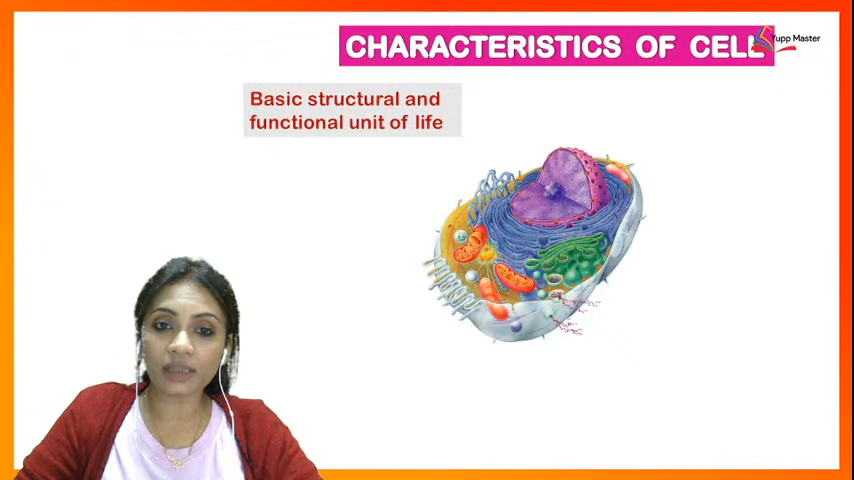 CHARACTERISTICS OF CELL
Yupp Master
Basic structural and
functional unit of life